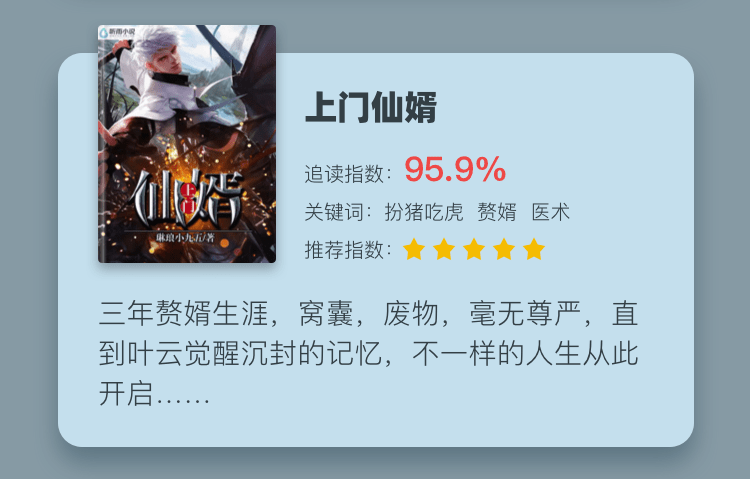 新雨小说
上门仙婿
追读指数：95.9%
关键词：扮猪吃虎 赘婿 医术
推荐指数：
仙婿
上门
琳琅小九五/著
三年赘婿生涯，窝囊，废物，毫无尊严，直
到叶云觉醒沉封的记忆，不一样的人生从此
开启……